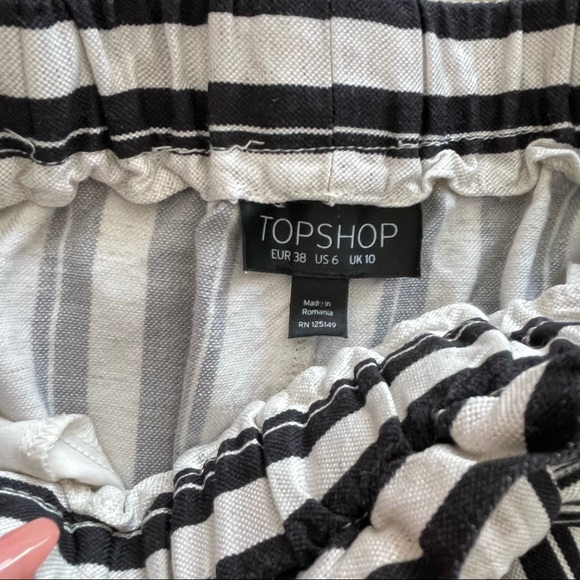 TOPSHOP
EUR 38 US 6 UK 10
Made in
Romania
RN 125149